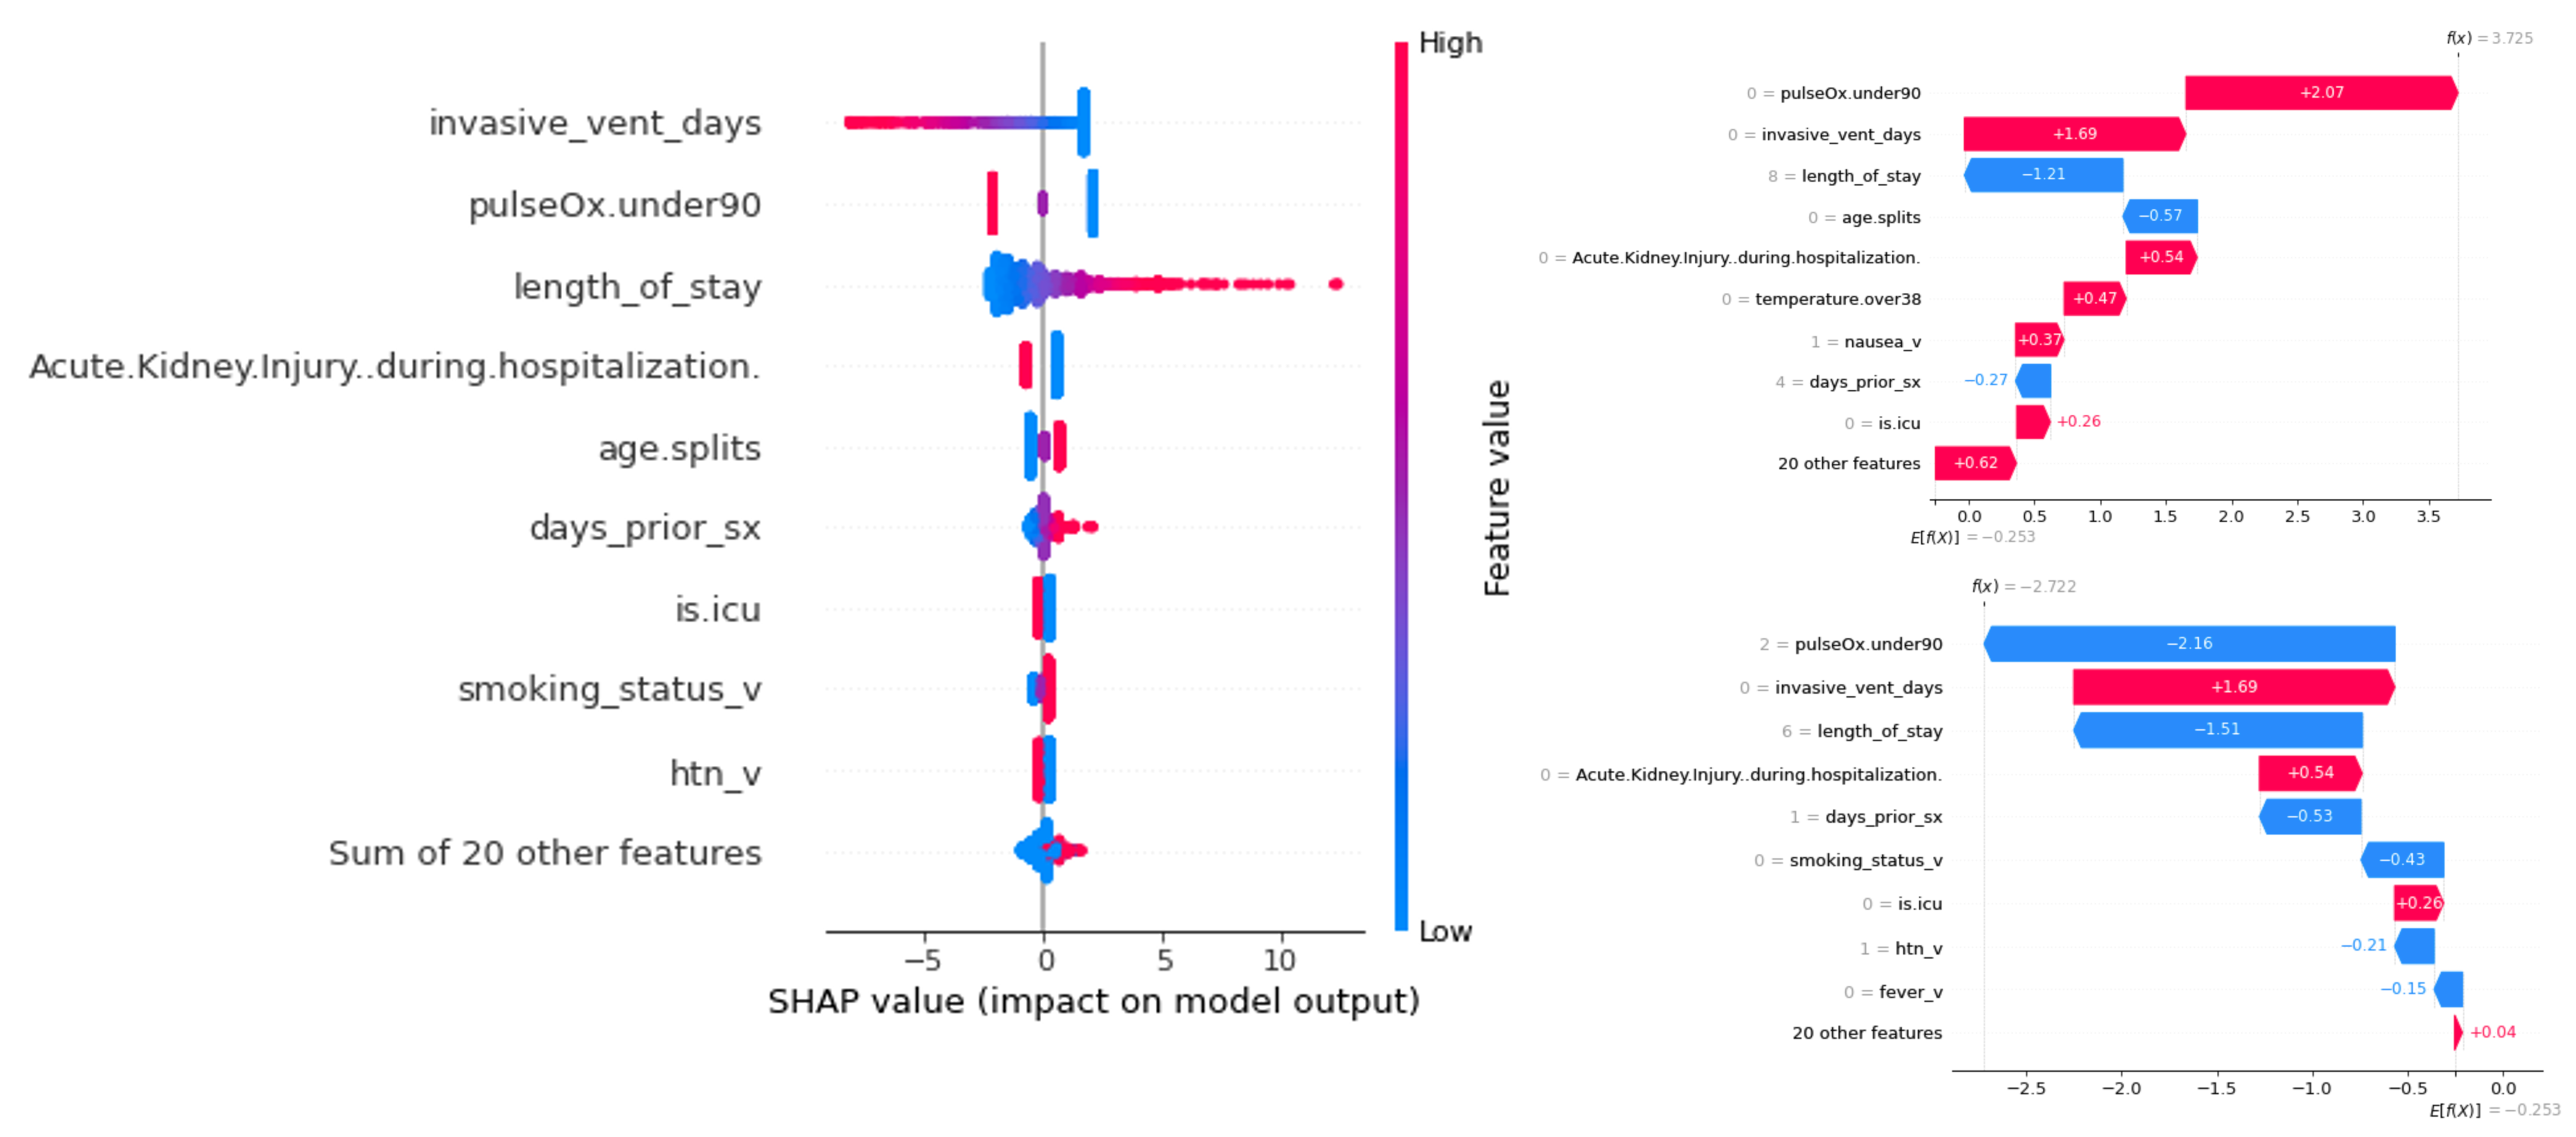 High
invasive_vent_days
pulseOx.under90
length_of_stay
Acute.Kidney.Injury..during.hospitalization.
age.splits
days_prior_sx
is.icu
smoking_status_v
htn_v
Sum of 20 other features
Feature value
Low
−5 0 5 10
SHAP value (impact on model output)
f(x) = 3.725
0 = pulseOx.under90 +2.07
0 = invasive_vent_days +1.69
8 = length_of_stay −1.21
0 = age.splits −0.57
0 = Acute.Kidney.Injury..during.hospitalization. +0.54
0 = temperature.over38 +0.47
1 = nausea_v +0.37
4 = days_prior_sx −0.27
0 = is.icu +0.26
20 other features +0.62
0.0 0.5 1.0 1.5 2.0 2.5 3.0 3.5
E[f(X)] = −0.253
f(x) = −2.722
2 = pulseOx.under90 −2.16
0 = invasive_vent_days +1.69
6 = length_of_stay −1.51
0 = Acute.Kidney.Injury..during.hospitalization. +0.54
1 = days_prior_sx −0.53
0 = smoking_status_v −0.43
0 = is.icu +0.26
1 = htn_v −0.21
0 = fever_v −0.15
20 other features +0.04
−2.5 −2.0 −1.5 −1.0 −0.5 0.0
E[f(X)] = −0.253